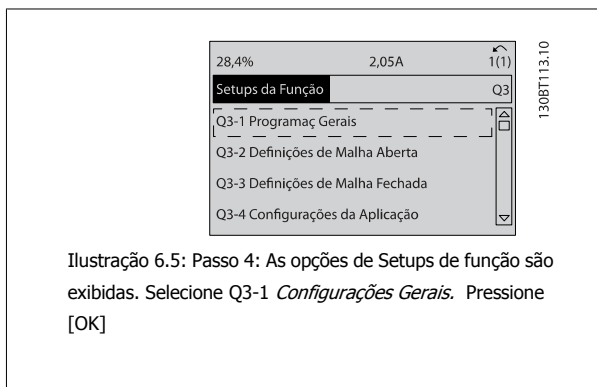 28,4% 2,05A 1(1)
Setups da Função Q3
Q3-1 Programaç Gerais
Q3-2 Definições de Malha Aberta
Q3-3 Definições de Malha Fechada
Q3-4 Configurações da Aplicação
130BT113.10
Ilustração 6.5: Passo 4: As opções de Setups de função são
exibidas. Selecione Q3-1 Configurações Gerais. Pressione
[OK]